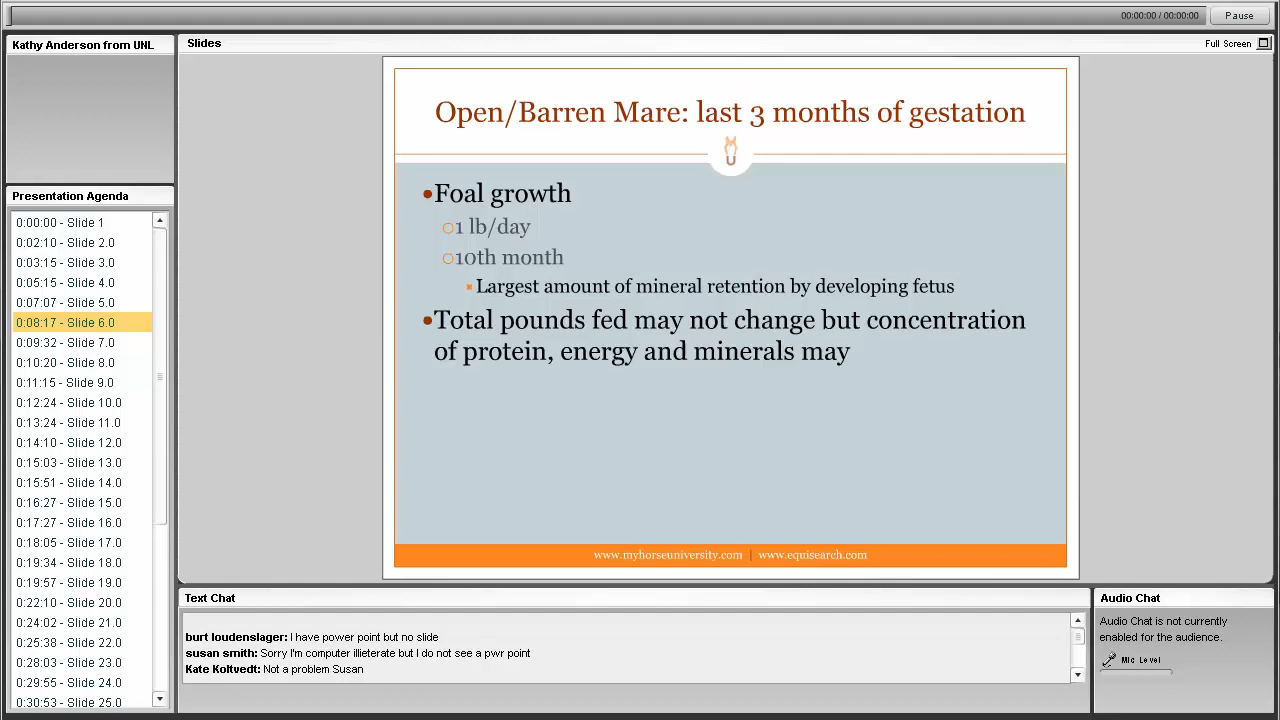 00:00:00 / 00:00:00
Pause
Kathy Anderson from UNL
Slides
Full Screen
Open/Barren Mare: last 3 months of gestation
Foal growth
1 lb/day
10th month
Largest amount of mineral retention by developing fetus
Total pounds fed may not change but concentration
of protein, energy and minerals may
www.myhorseuniversity.com | www.equisearch.com
Presentation Agenda
0:00:00 - Slide 1
0:02:10 - Slide 2.0
0:03:15 - Slide 3.0
0:05:15 - Slide 4.0
0:07:07 - Slide 5.0
0:08:17 - Slide 6.0
0:09:32 - Slide 7.0
0:10:20 - Slide 8.0
0:11:15 - Slide 9.0
0:12:24 - Slide 10.0
0:13:24 - Slide 11.0
0:14:10 - Slide 12.0
0:15:03 - Slide 13.0
0:15:51 - Slide 14.0
0:16:27 - Slide 15.0
0:17:27 - Slide 16.0
0:18:05 - Slide 17.0
0:19:34 - Slide 18.0
0:19:57 - Slide 19.0
0:22:10 - Slide 20.0
0:24:02 - Slide 21.0
0:25:38 - Slide 22.0
0:28:03 - Slide 23.0
0:29:55 - Slide 24.0
0:30:53 - Slide 25.0
Text Chat
burt loudenslager: I have power point but no slide
susan smith: Sorry I'm computer illieterate but I do not see a pwr point
Kate Koltvedt: Not a problem Susan
Audio Chat
Audio Chat is not currently
enabled for the audience.
Mic Level